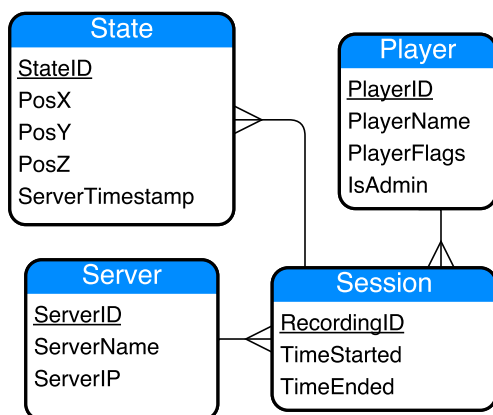 State
StateID
PosX
PosY
PosZ
ServerTimestamp
Player
PlayerID
PlayerName
PlayerFlags
IsAdmin
Server
ServerID
ServerName
ServerIP
Session
RecordingID
TimeStarted
TimeEnded